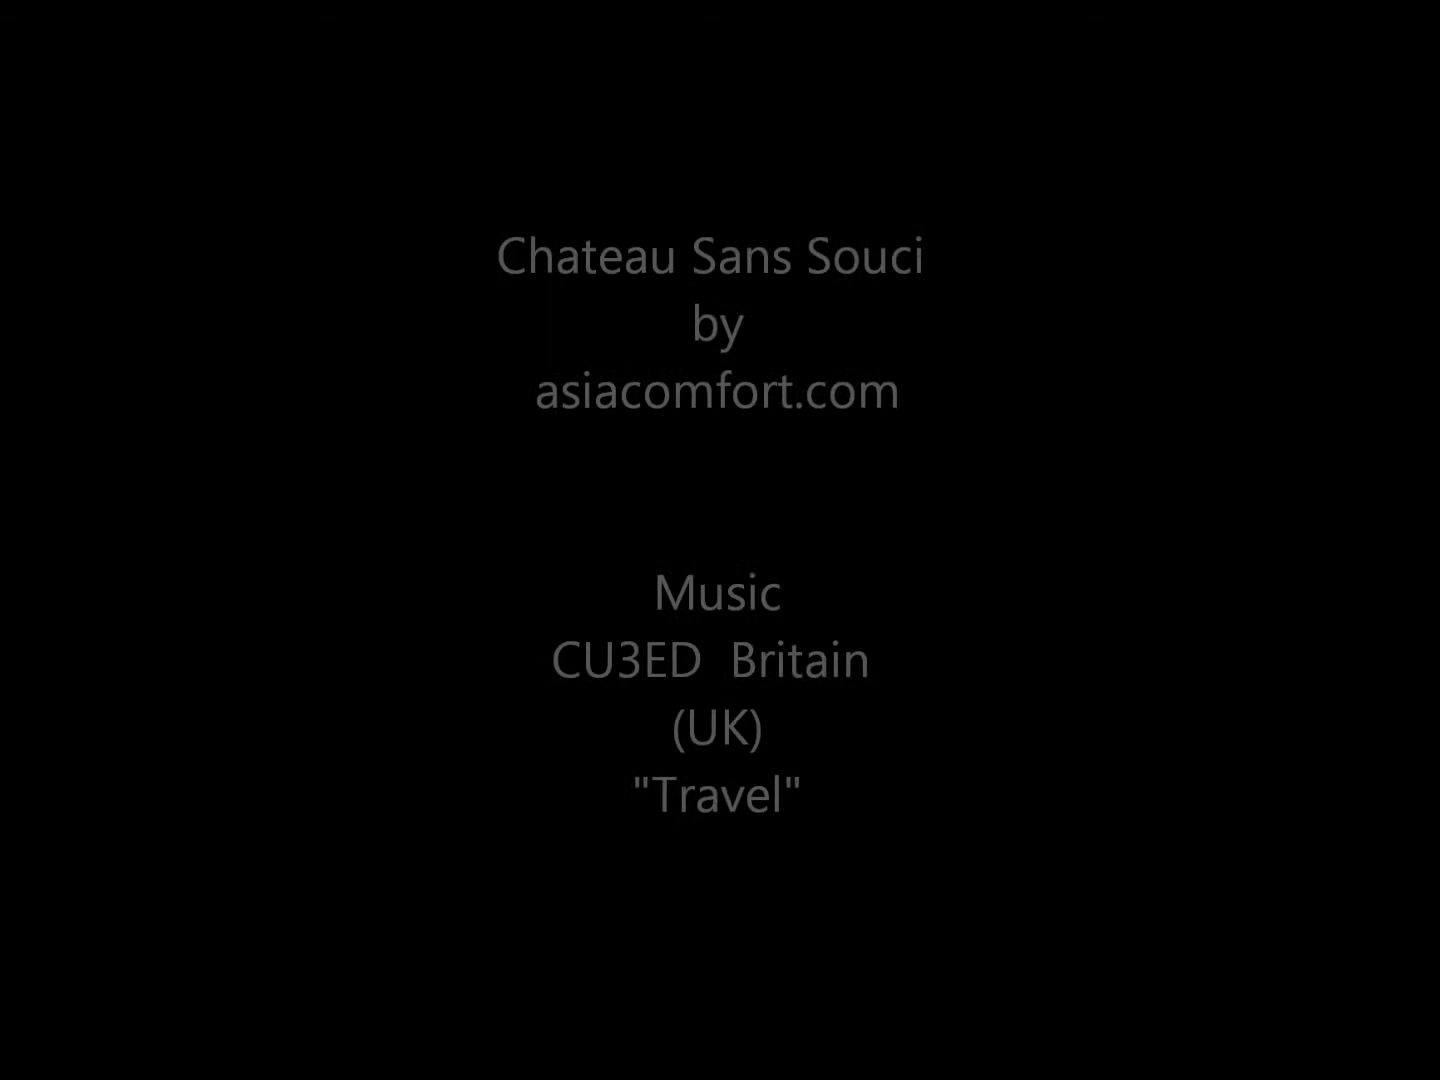 Chateau Sans Souci
by
asiacomfort.com
Music
CU3ED  Britain
(UK)
"Travel"